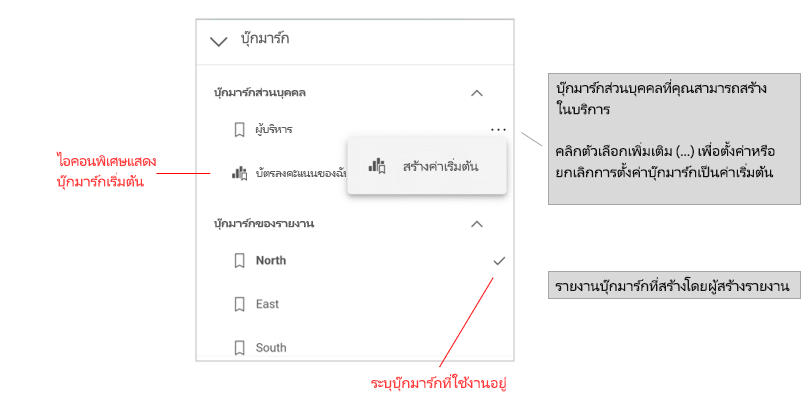 บุ๊กมาร์ก
บุ๊กมาร์กส่วนบุคคล
ผู้บริหาร
...
สร้างค่าเริ่มต้น
บัตรลงคะแนนของฉัน
บุ๊กมาร์กของรายงาน
North
East
South
ไอคอนพิเศษแสดง
บุ๊กมาร์กเริ่มต้น
บุ๊กมาร์กส่วนบุคคลที่คุณสามารถสร้าง
ในบริการ
คลิกตัวเลือกเพิ่มเติม (...) เพื่อตั้งค่าหรือ
ยกเลิกการตั้งค่าบุ๊กมาร์กเป็นค่าเริ่มต้น
รายงานบุ๊กมาร์กที่สร้างโดยผู้สร้างรายงาน
ระบุบุ๊กมาร์กที่ใช้งานอยู่